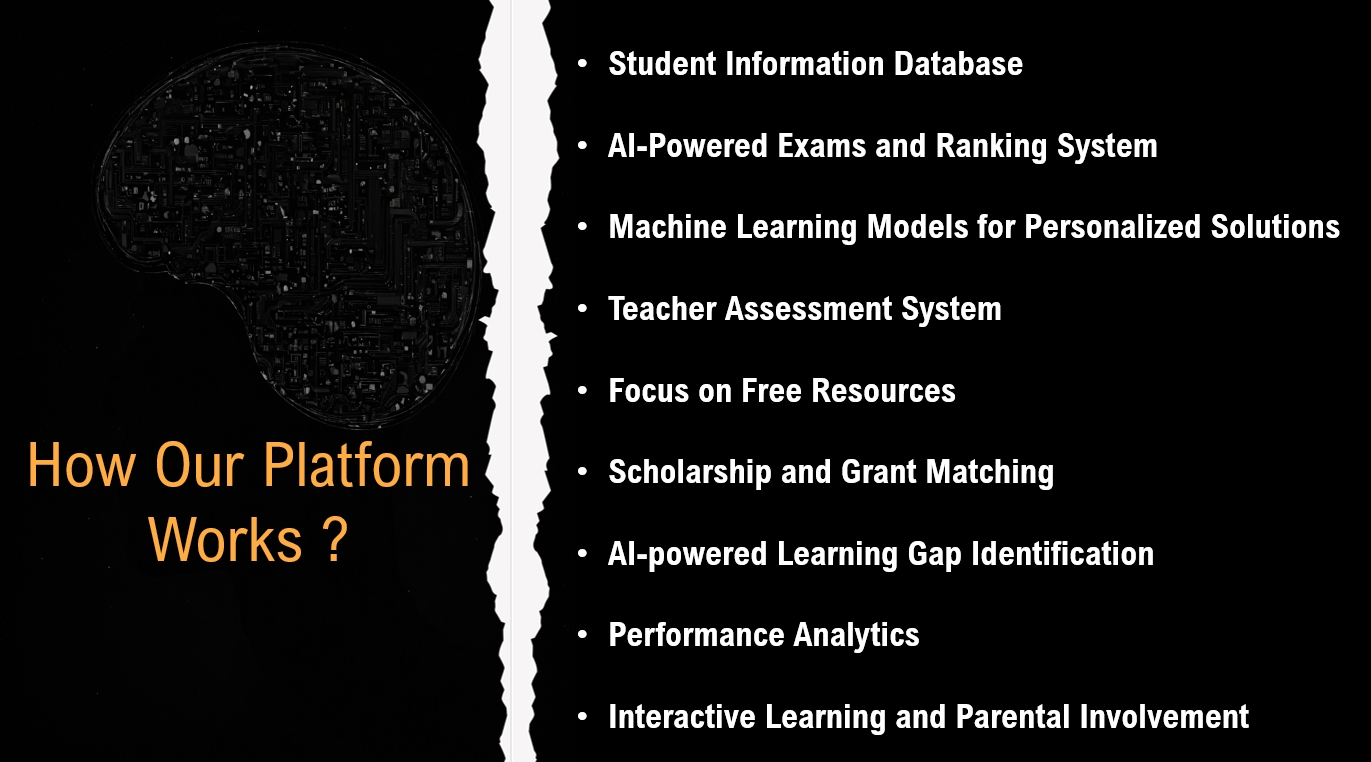 How Our Platform
Works ?
• Student Information Database
• AI-Powered Exams and Ranking System
• Machine Learning Models for Personalized Solutions
• Teacher Assessment System
• Focus on Free Resources
• Scholarship and Grant Matching
• AI-powered Learning Gap Identification
• Performance Analytics
• Interactive Learning and Parental Involvement